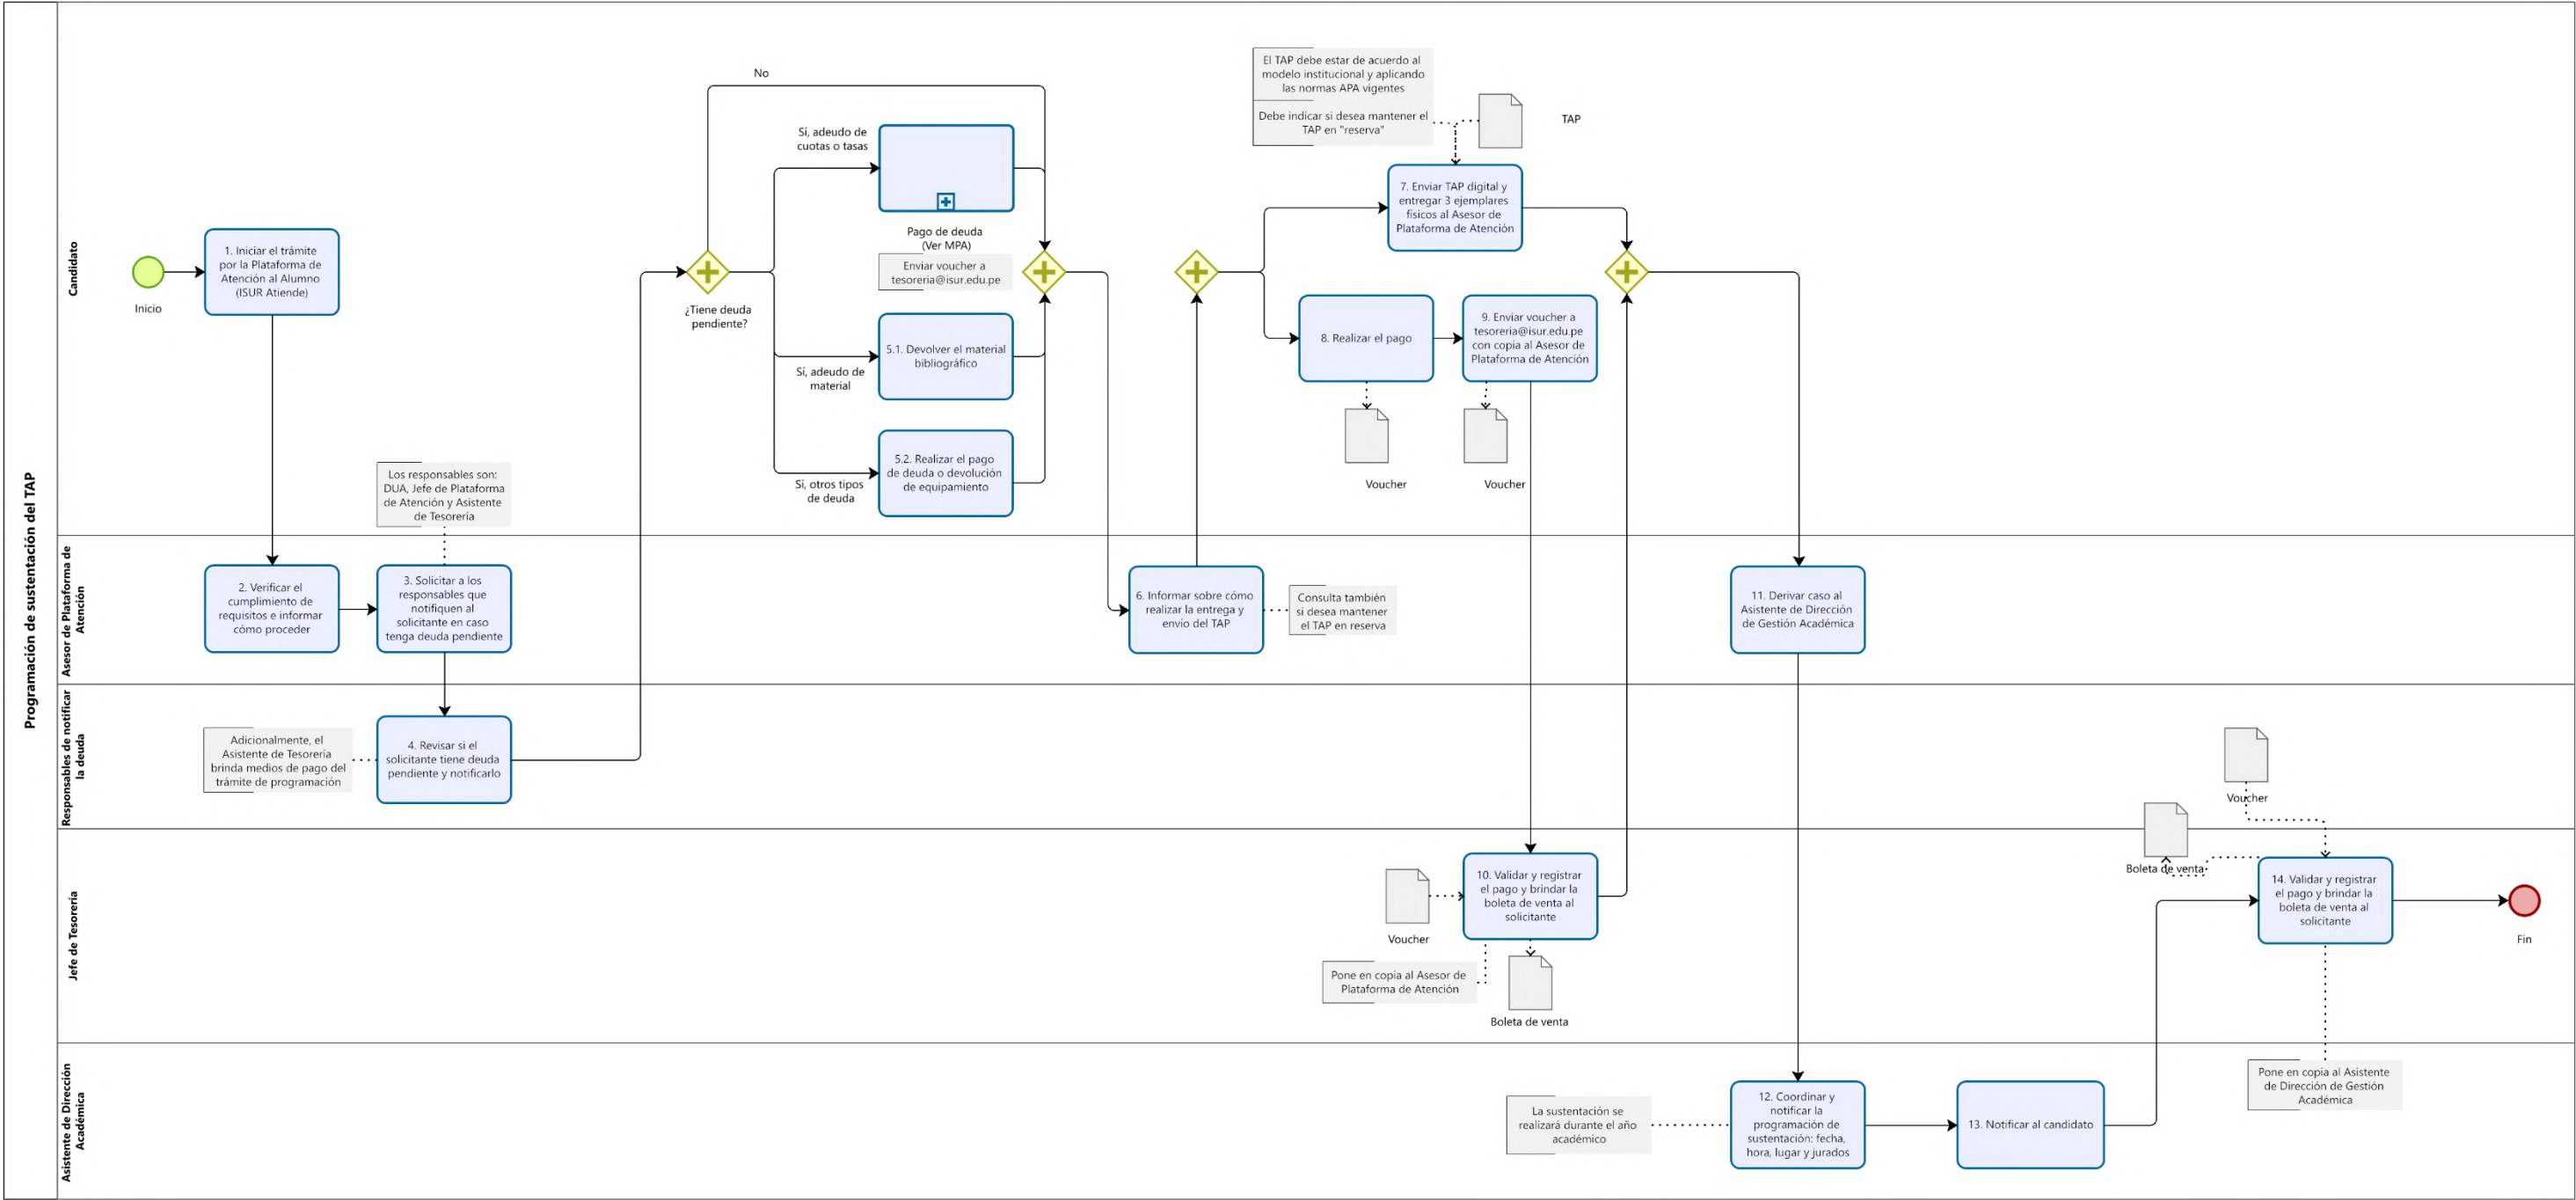 Programación de sustentación del TAP
Candidato
Inicio
1. Iniciar el trámite
por la Plataforma de
Atención al Alumno
(ISUR Atiende)
No
¿Tiene deuda
pendiente?
Sí, adeudo de
cuotas o tasas
Pago de deuda
(Ver MPA)
Enviar voucher a
tesoreria@isur.edu.pe
Sí, adeudo de
material
5.1. Devolver el material
bibliográfico
Sí, otros tipos
de deuda
5.2. Realizar el pago
de deuda o devolución
de equipamiento
El TAP debe estar de acuerdo al
modelo institucional y aplicando
las normas APA vigentes
Debe indicar si desea mantener el
TAP en "reserva"
TAP
7. Enviar TAP digital y
entregar 3 ejemplares
físicos al Asesor de
Plataforma de Atención
8. Realizar el pago
9. Enviar voucher a
tesoreria@isur.edu.pe
con copia al Asesor de
Plataforma de Atención
Voucher
Voucher
Los responsables son:
DUA, Jefe de Plataforma
de Atención y Asistente
de Tesorería
Asesor de Plataforma de
Atención
2. Verificar el
cumplimiento de
requisitos e informar
cómo proceder
3. Solicitar a los
responsables que
notifiquen al
solicitante en caso
tenga deuda pendiente
6. Informar sobre cómo
realizar la entrega y
envío del TAP
Consulta también
si desea mantener
el TAP en reserva
11. Derivar caso al
Asistente de Dirección
de Gestión Académica
Responsables de notificar
la deuda
Adicionalmente, el
Asistente de Tesorería
brinda medios de pago del
trámite de programación
4. Revisar si el
solicitante tiene deuda
pendiente y notificarlo
Voucher
Jefe de Tesorería
Voucher
10. Validar y registrar
el pago y brindar la
boleta de venta al
solicitante
Pone en copia al Asesor de
Plataforma de Atención
Boleta de venta
Boleta de venta
14. Validar y registrar
el pago y brindar la
boleta de venta al
solicitante
Fin
Asistente de Dirección
Académica
La sustentación se
realizará durante el año
académico
12. Coordinar y
notificar la
programación de
sustentación: fecha,
hora, lugar y jurados
13. Notificar al candidato
Pone en copia al Asistente
de Dirección de Gestión
Académica